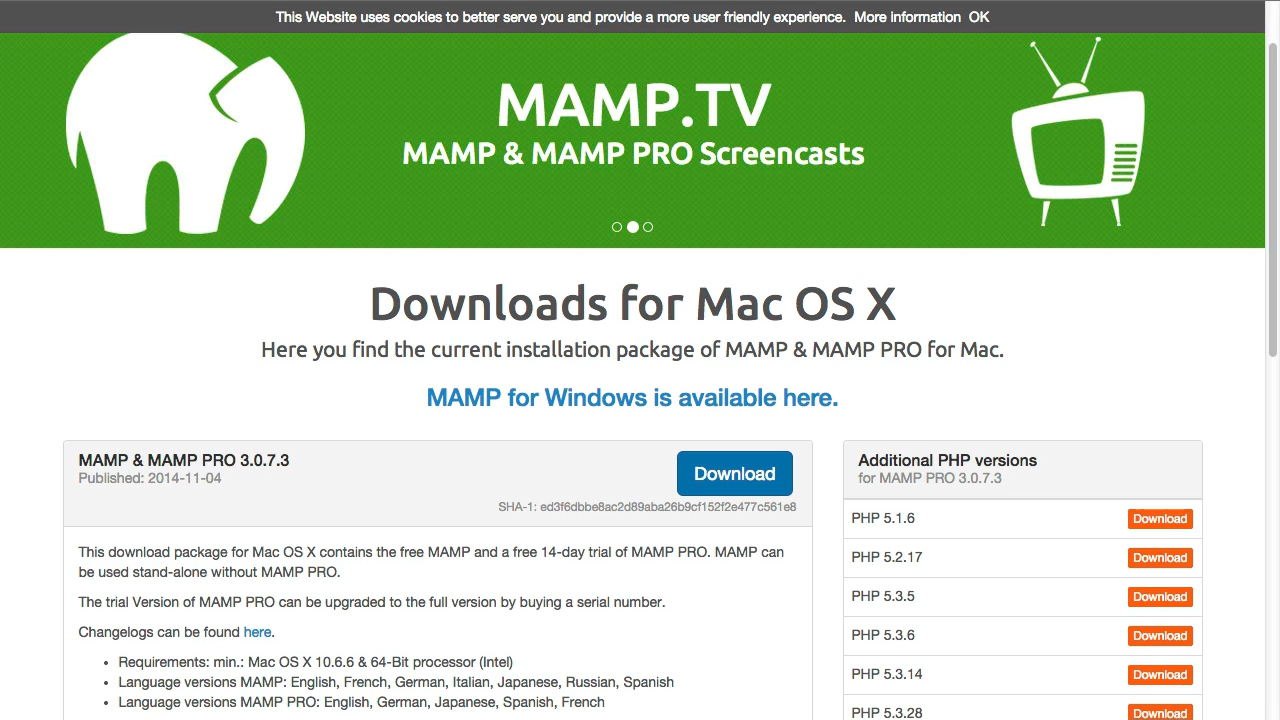 This Website uses cookies to better serve you and provide a more user friendly experience. More information OK
MAMP.TV
MAMP & MAMP PRO Screencasts
Downloads for Mac OS X
Here you find the current installation package of MAMP & MAMP PRO for Mac.
MAMP for Windows is available here.
MAMP & MAMP PRO 3.0.7.3
Published: 2014-11-04
Download
SHA-1: ed3f6dbbe8ac2d89aba26b9cf152f2e477c561e8
This download package for Mac OS X contains the free MAMP and a free 14-day trial of MAMP PRO. MAMP can
be used stand-alone without MAMP PRO.
The trial Version of MAMP PRO can be upgraded to the full version by buying a serial number.
Changelogs can be found here.
• Requirements: min.: Mac OS X 10.6.6 & 64-Bit processor (Intel)
• Language versions MAMP: English, French, German, Italian, Japanese, Russian, Spanish
• Language versions MAMP PRO: English, German, Japanese, Spanish, French
Additional PHP versions
for MAMP PRO 3.0.7.3
PHP 5.1.6 Download
PHP 5.2.17 Download
PHP 5.3.5 Download
PHP 5.3.6 Download
PHP 5.3.14 Download
PHP 5.3.28 Download